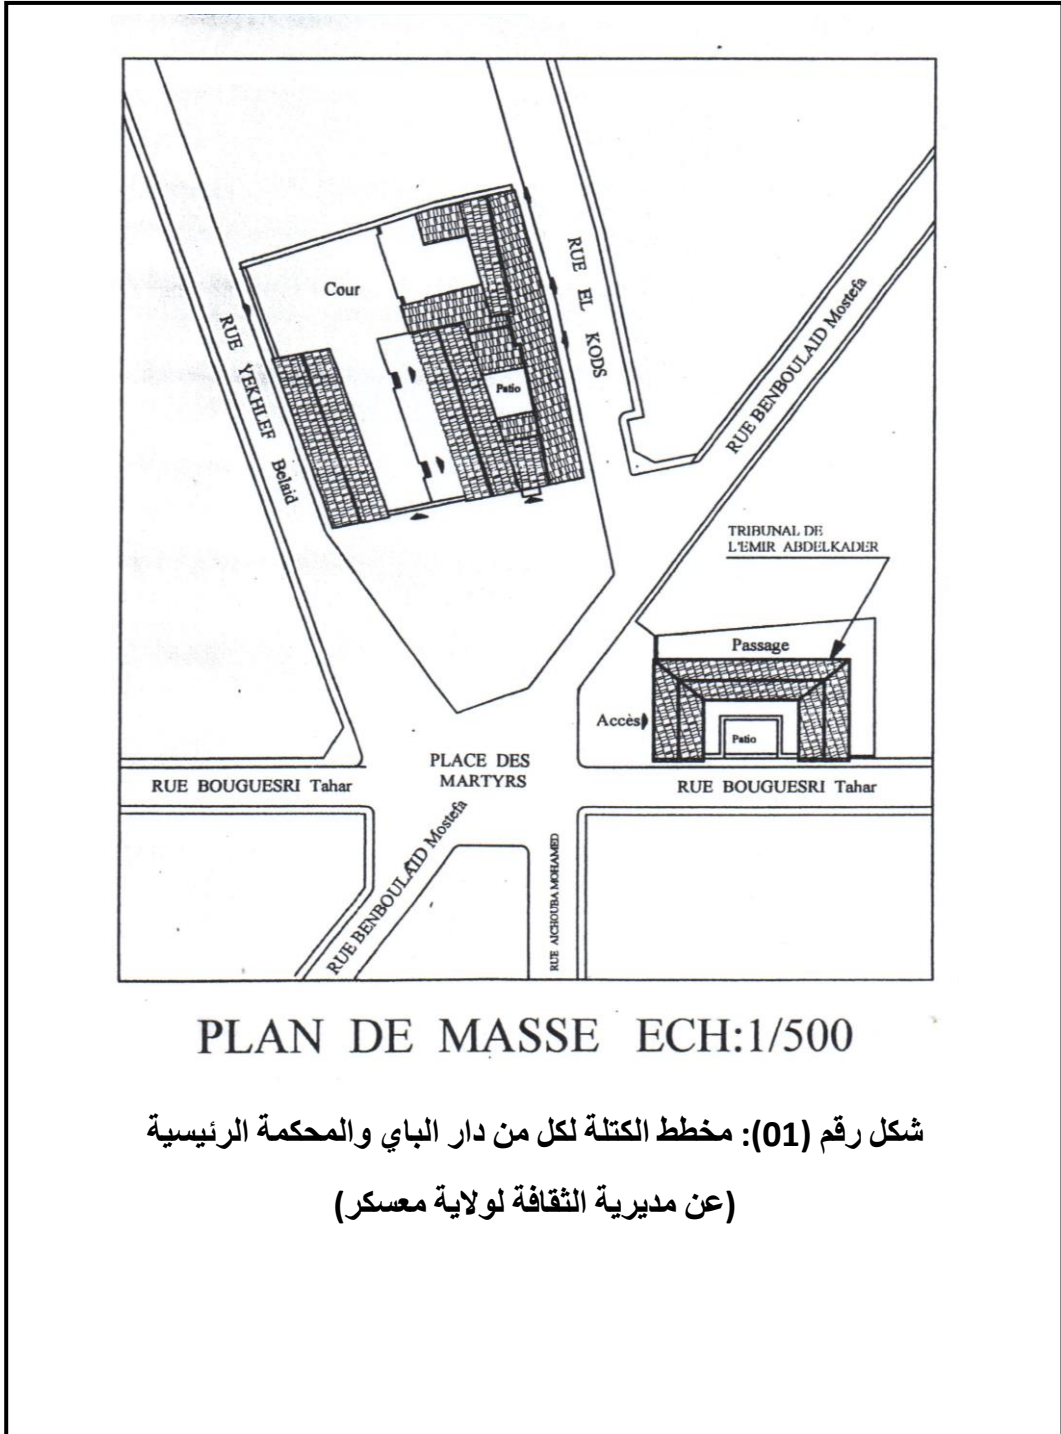 RUE EL KODS
Cour
RUE YEKHLEF Belaid
Patio
RUE BENBOULAID Mostefa
TRIBUNAL DE
L'EMIR ABDELKADER
Passage
Accès
Patio
PLACE DES
MARTYRS
RUE BOUGUESRI Tahar
RUE BOUGUESRI Tahar
RUE BENBOULAID Mostefa
RUE AICHOUBA MOHAMED
PLAN DE MASSE ECH:1/500
شكل رقم (01): مخطط الكتلة لكل من دار الباي والمحكمة الرئيسية
(عن مديرية الثقافة لولاية معسكر)